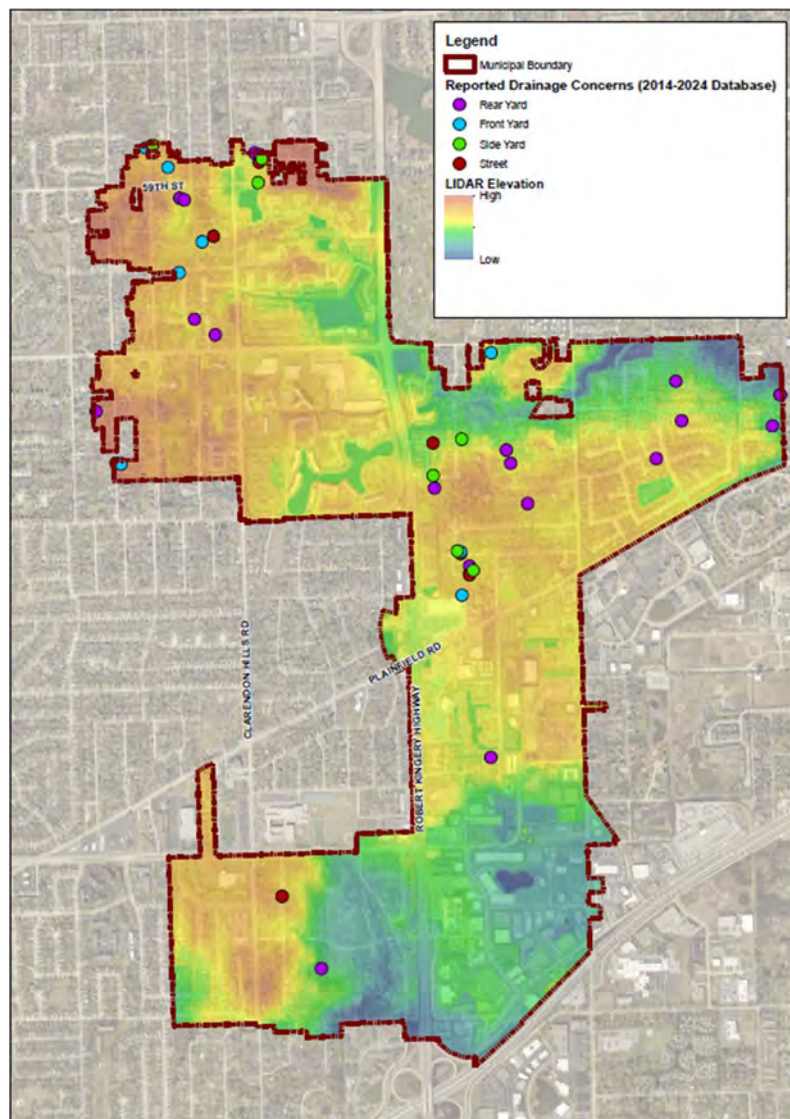 Legend
Municipal Boundary
Reported Drainage Concerns (2014-2024 Database)
Rear Yard
Front Yard
Side Yard
Street
LIDAR Elevation
High
Low
59TH ST
CLARENDON HILLS RD
PLAINFIELD RD
ROBERT KINGERY HIGHWAY